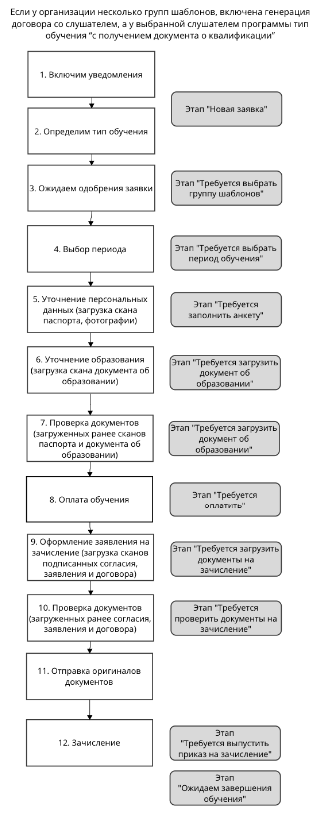 Если у организации несколько групп шаблонов, включена генерация
договора со слушателем, а у выбранной слушателем программы тип
обучения “с получением документа о квалификации”
1. Включим уведомления
Этап "Новая заявка"
2. Определим тип обучения
3. Ожидаем одобрения заявки
Этап "Требуется выбрать
группу шаблонов"
4. Выбор периода
Этап "Требуется выбрать
период обучения"
5. Уточнение персональных
данных (загрузка скана
паспорта, фотографии)
Этап "Требуется
заполнить анкету"
6. Уточнение образования
(загрузка скана документа об
образовании)
Этап "Требуется загрузить
документ об
образовании"
7. Проверка документов
(загруженных ранее сканов
паспорта и документа об
образовании)
Этап "Требуется загрузить
документ об
образовании"
8. Оплата обучения
Этап "Требуется
оплатить"
9. Оформление заявления на
зачисление (загрузка сканов
подписанных согласия,
заявления и договора)
Этап "Требуется загрузить
документы на
зачисление"
10. Проверка документов
(загруженных ранее согласия,
заявления и договора)
Этап "Требуется
проверить документы на
зачисление"
11. Отправка оригиналов
документов
12. Зачисление
Этап
"Требуется выпустить
приказ на зачисление"
Этап
"Ожидаем завершения
обучения"